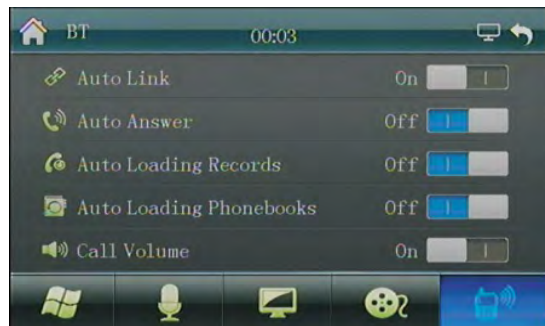 BT 00:03
Auto Link On
Auto Answer Off
Auto Loading Records Off
Auto Loading Phonebooks Off
Call Volume On